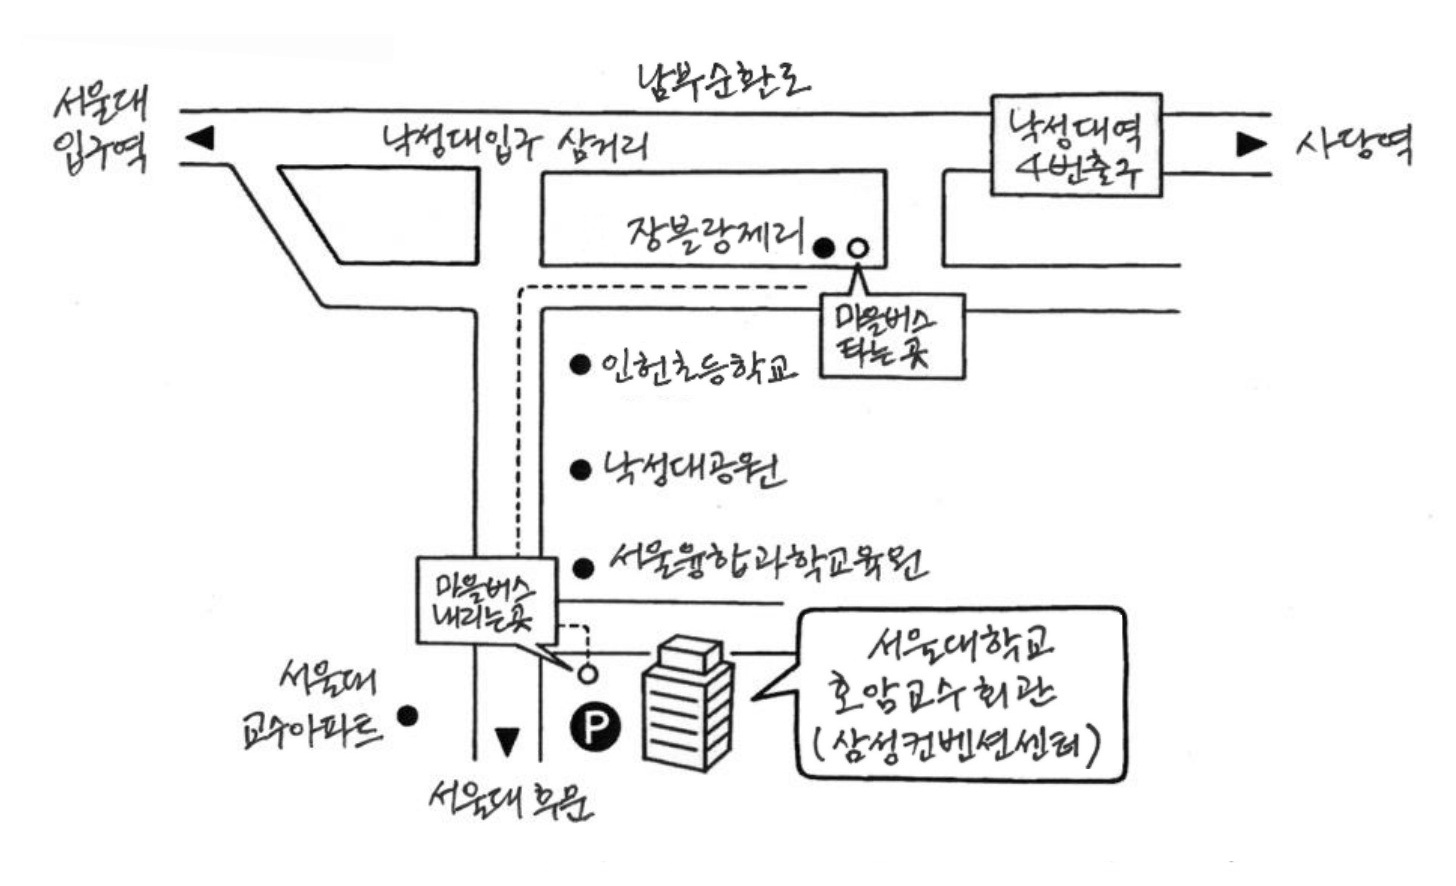 남부순환로
서울대
입구역
낙성대입구 삼거리
낙성대역
4번출구
사당역
장블랑제리
마을버스
타는 곳
인헌초등학교
낙성대공원
서울융합과학교육원
마을버스
내리는곳
서울대학교
호암교수회관
(삼성컨벤션센터)
서울대
교수아파트
P
서울대 후문